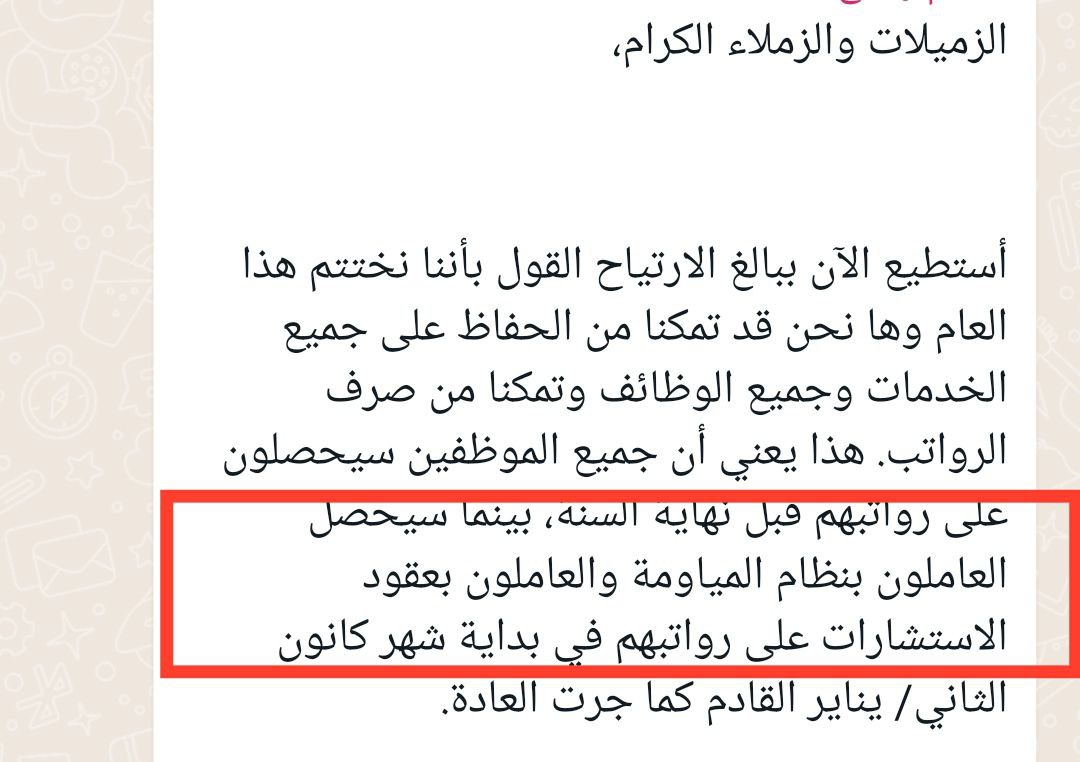 الزميلات والزملاء الكرام،
أستطيع الآن ببالغ الارتياح القول بأننا نختتم هذا
العام وها نحن قد تمكنا من الحفاظ على جميع
الخدمات وجميع الوظائف وتمكنا من صرف
الرواتب. هذا يعني أن جميع الموظفين سيحصلون
على رواتبهم قبل نهاية السنة، بينما سيحصل
العاملون بنظام المياومة والعاملون بعقود
الاستشارات على رواتبهم في بداية شهر كانون
الثاني/ يناير القادم كما جرت العادة.